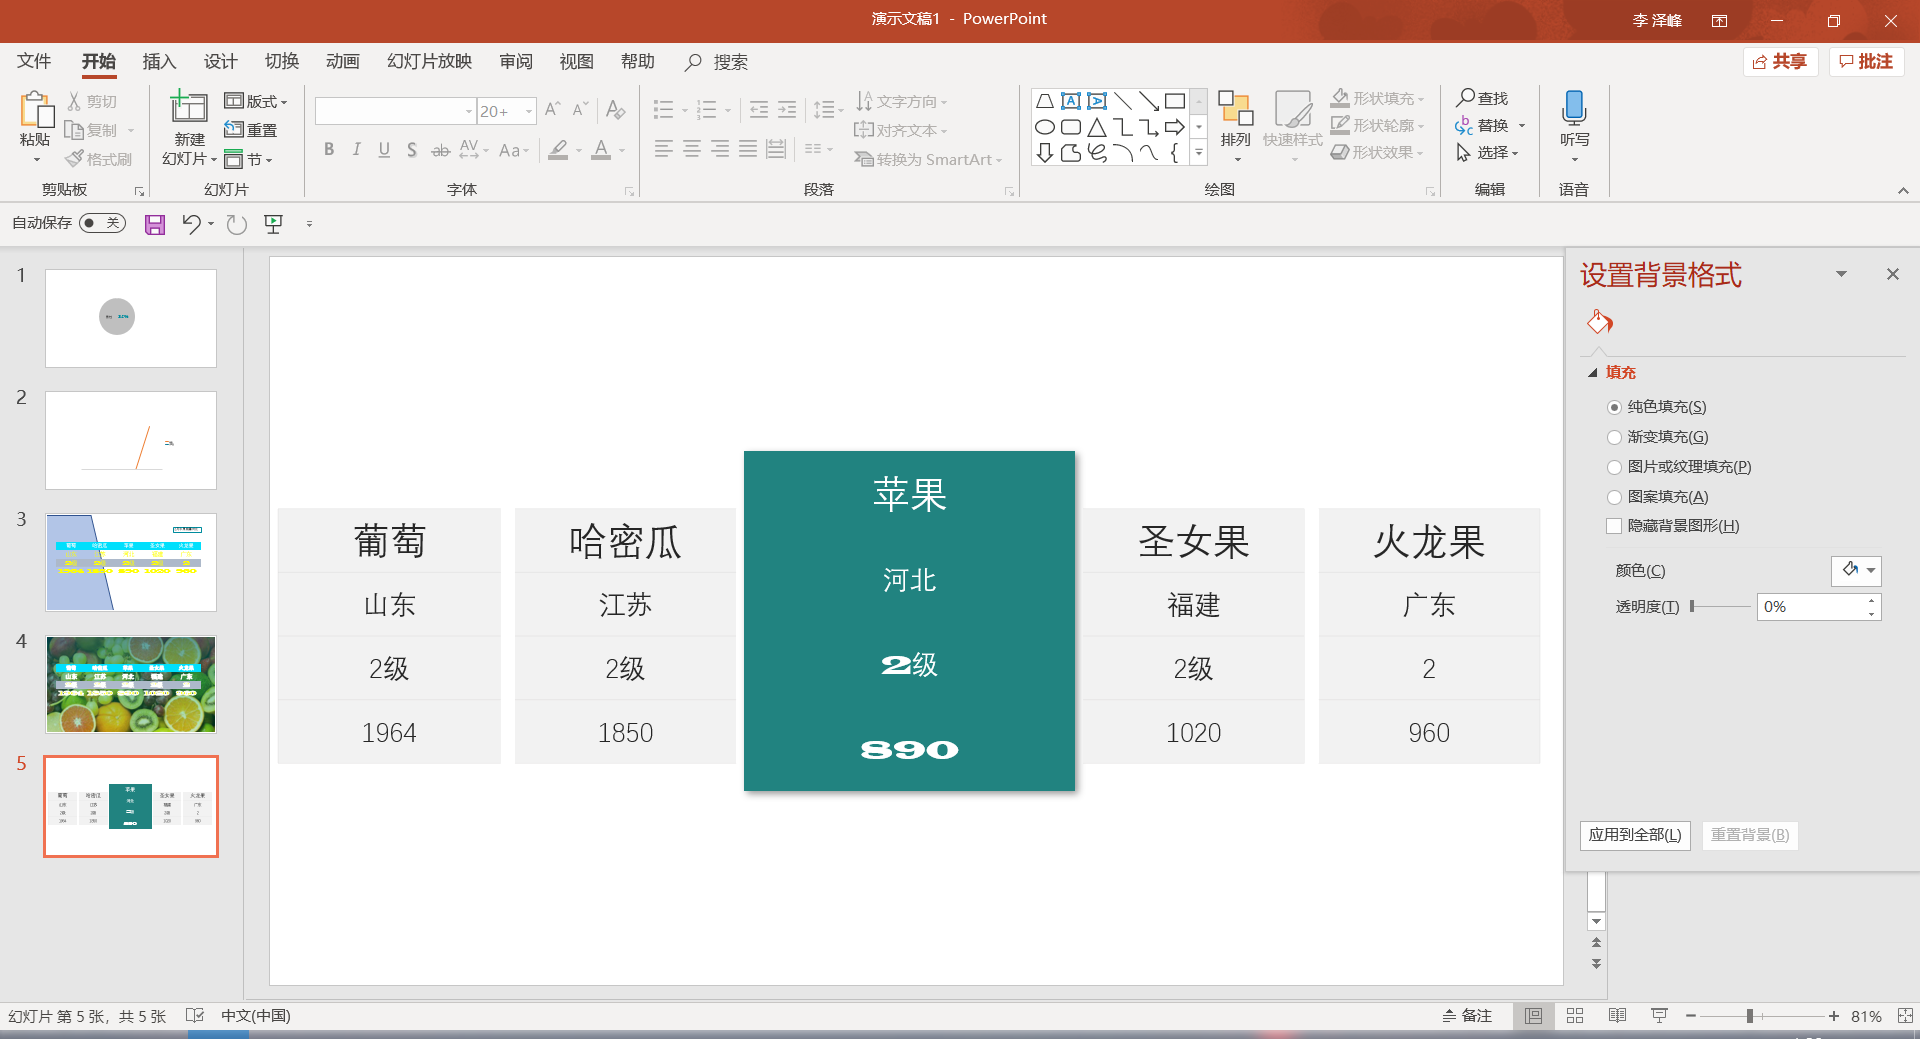 演示文稿1 - PowerPoint
李 泽峰
文件 开始 插入 设计 切换 动画 幻灯片放映 审阅 视图 帮助 搜索
共享 批注
粘贴
剪切
复制
格式刷
剪贴板
新建
幻灯片
版式
重置
节
幻灯片
20+
B I U S ab AV Aa A
字体
文字方向
对齐文本
转换为 SmartArt
段落
排列
快速样式
形状填充
形状轮廓
形状效果
绘图
查找
替换
选择
编辑
听写
语音
自动保存 关
1
2
3
4
5
葡萄 哈密瓜 苹果 圣女果 火龙果
山东 江苏 河北 福建 广东
2级 2级 2级 2级 2
1964 1850 890 1020 960
设置背景格式
填充
纯色填充(S)
渐变填充(G)
图片或纹理填充(P)
图案填充(A)
隐藏背景图形(H)
颜色(C)
透明度(T) 0%
应用到全部(L) 重置背景(B)
幻灯片 第 5 张，共 5 张 中文(中国)
备注 81%